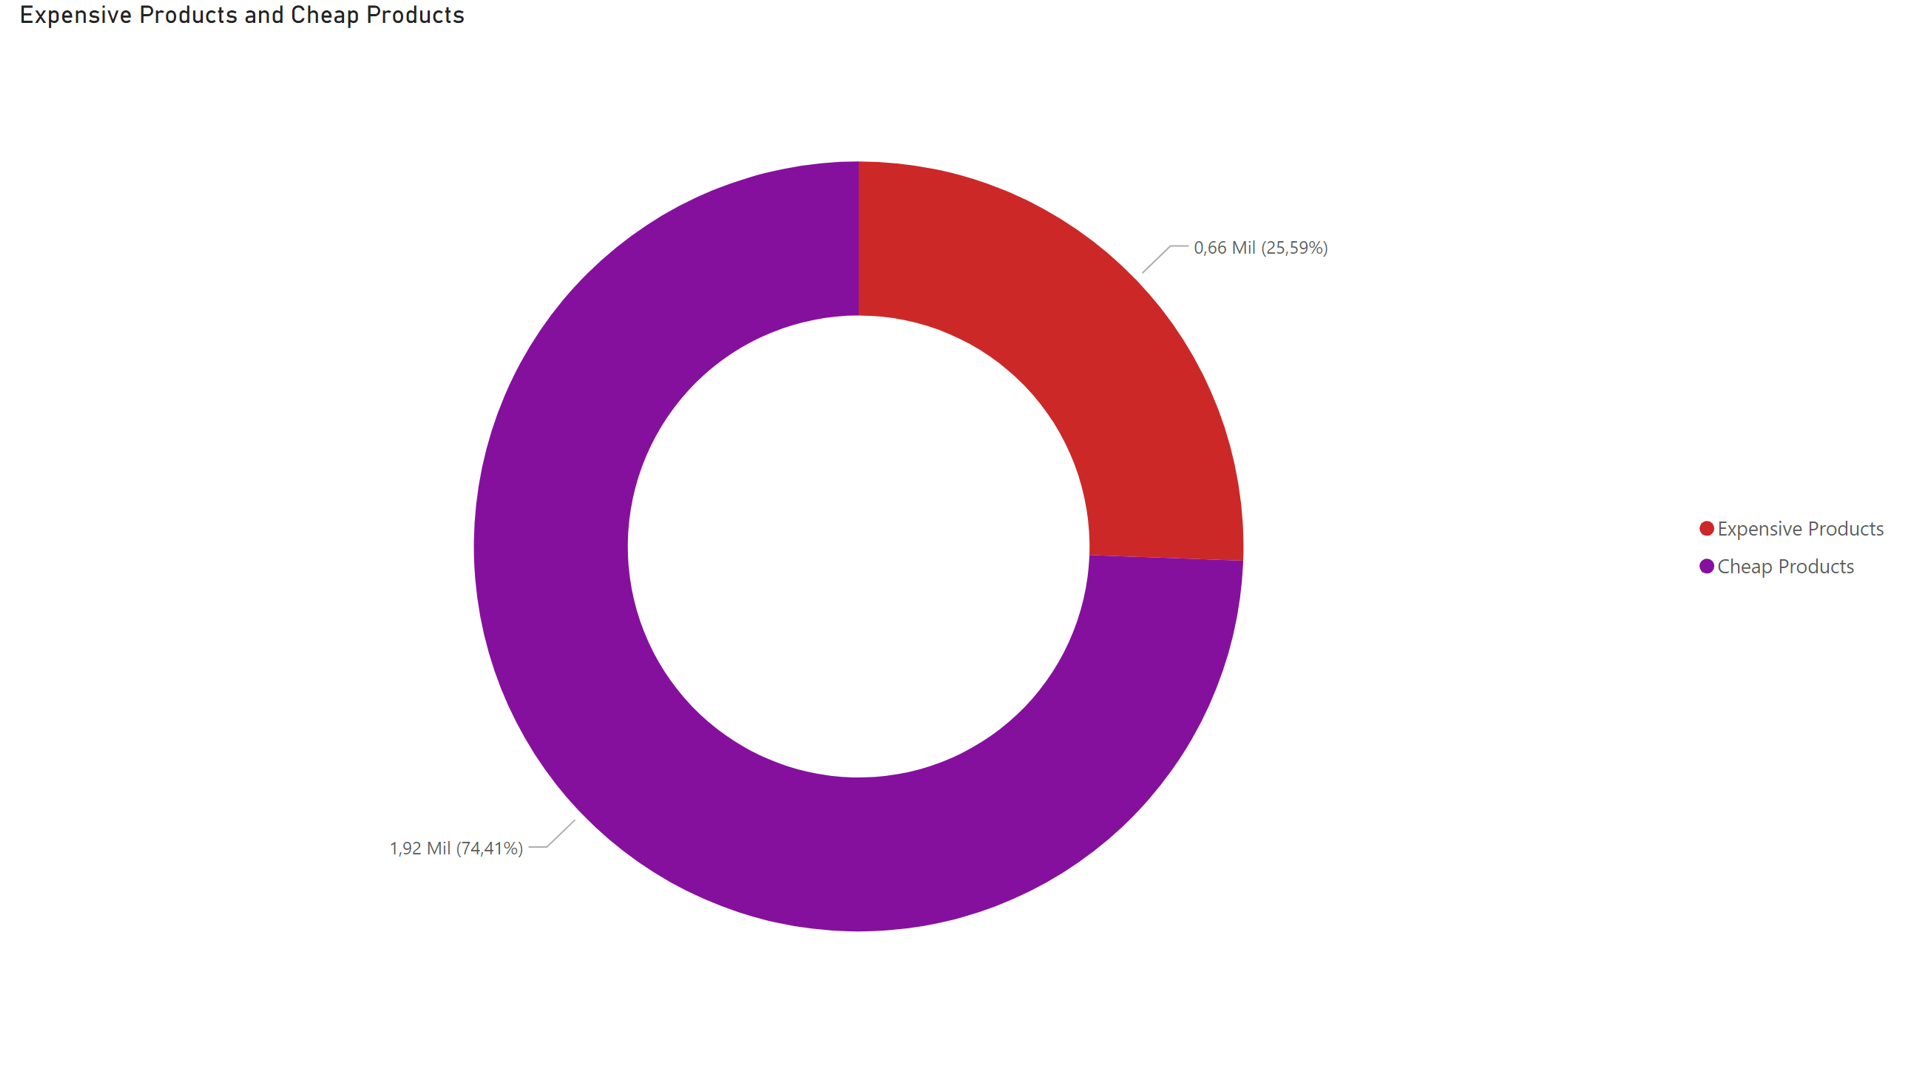 Expensive Products and Cheap Products
0,66 Mil (25,59%)
Expensive Products
Cheap Products
1,92 Mil (74,41%)